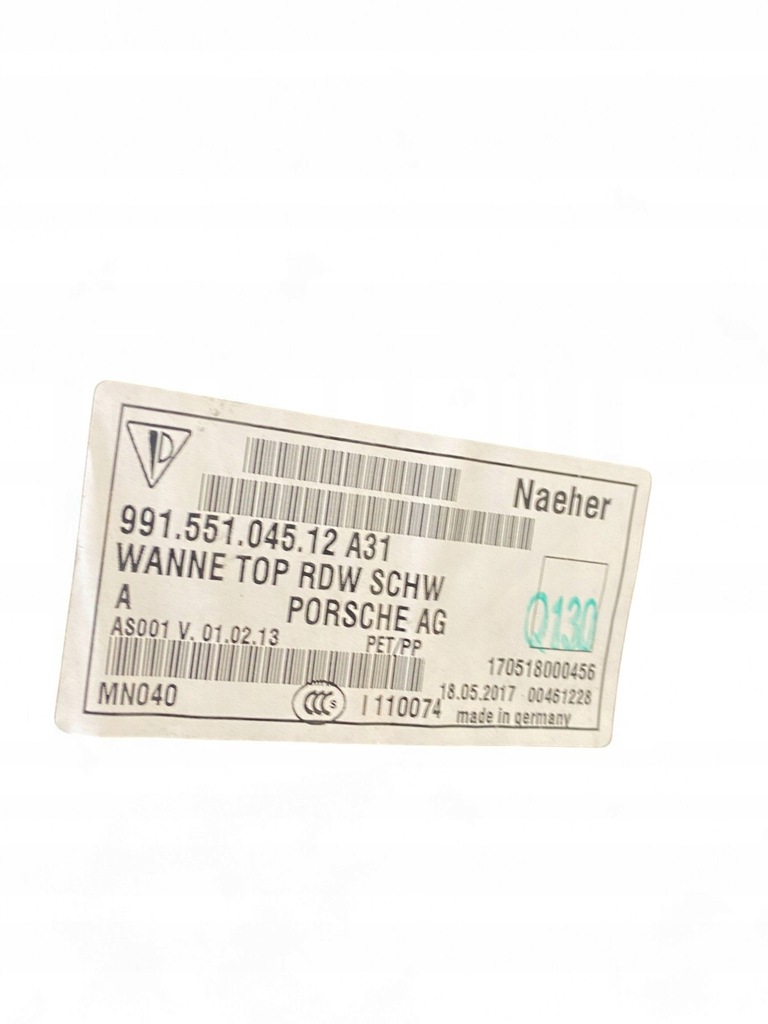 Naeher
991.551.045.12 A31
WANNE TOP RDW SCHW
A PORSCHE AG
AS001 V. 01.02.13 PET/PP
Q130
170518000456
MN040 CCC S I 110074 18.05.2017 00461228
made in germany